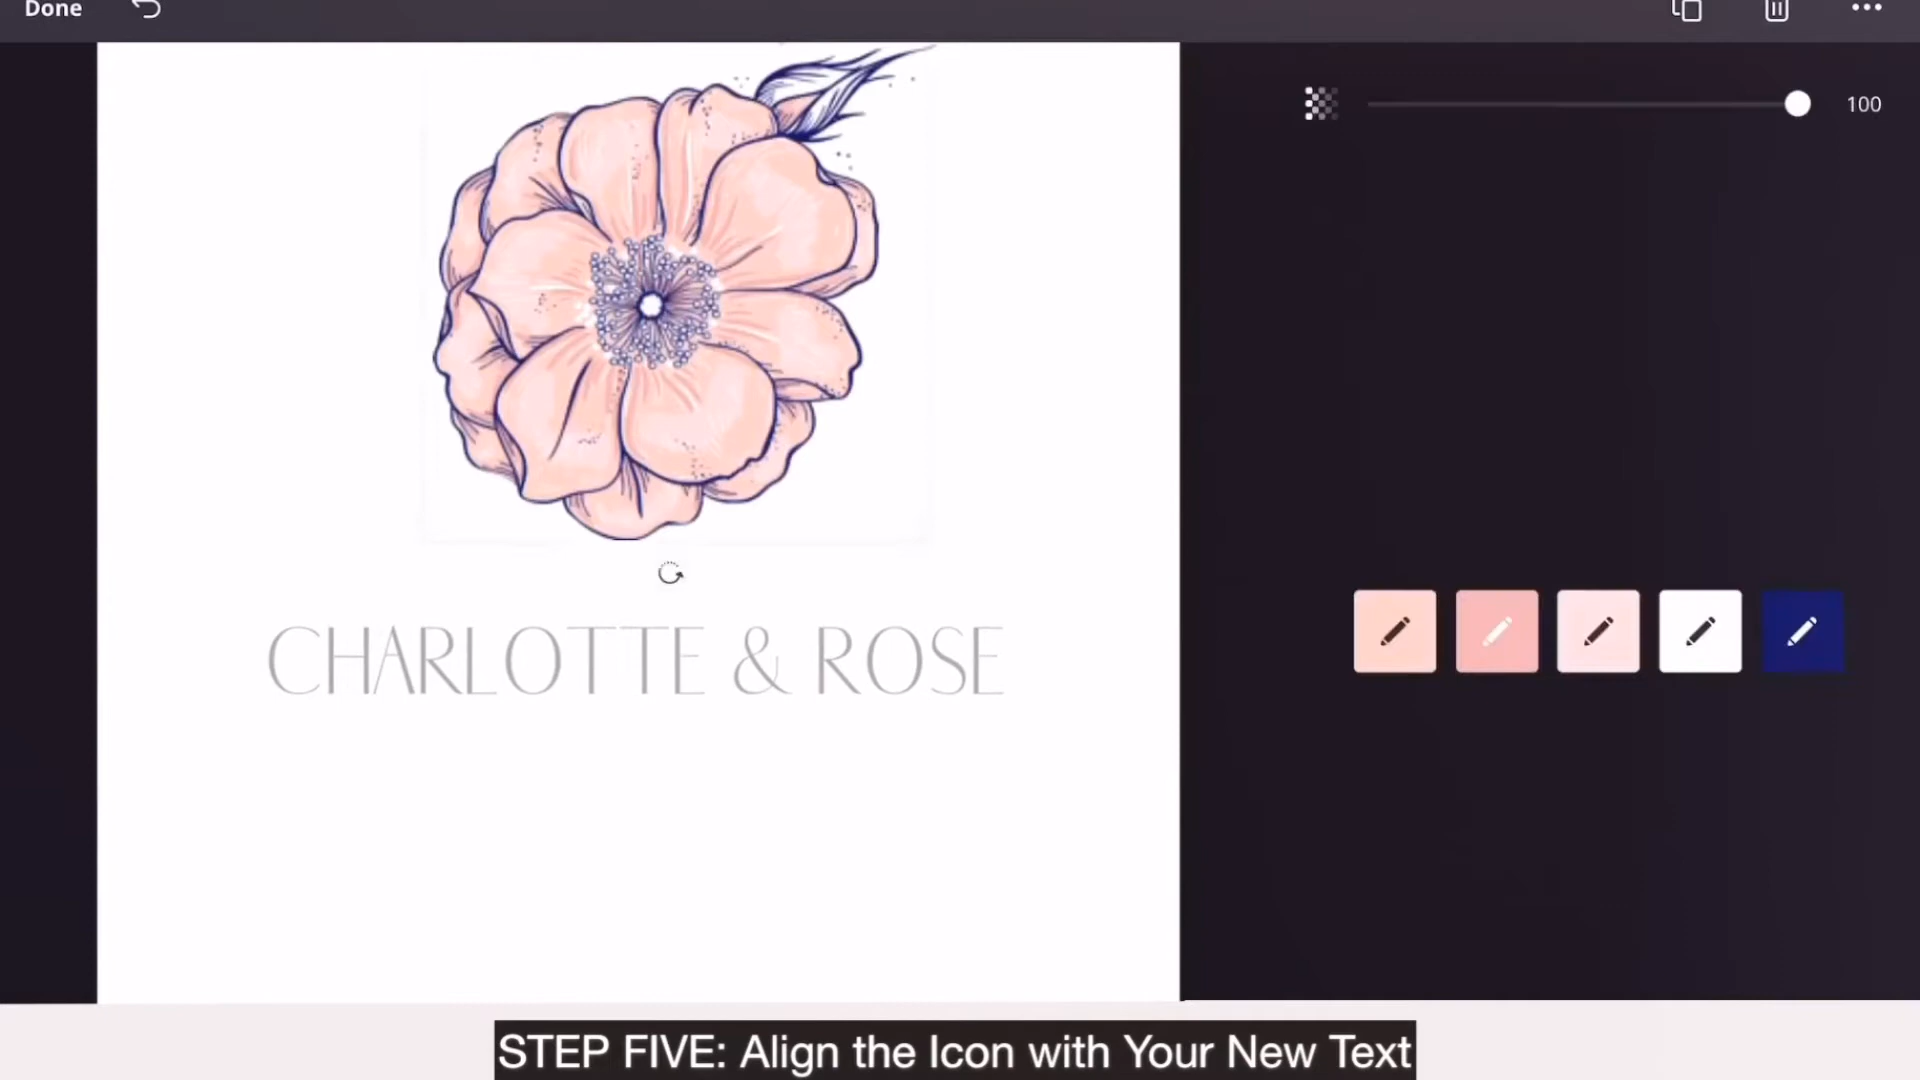 Done
100
CHARLOTTE & ROSE
STEP FIVE: Align the Icon with Your New Text